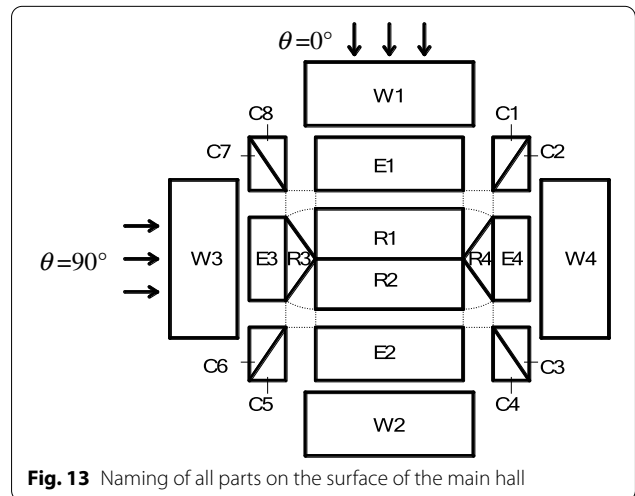 θ=0°
W1
C8
C1
C7
C2
E1
R1
θ=90°
W3
E3
R3
R4
E4
W4
R2
E2
C6
C3
C5
C4
W2
Fig. 13 Naming of all parts on the surface of the main hall